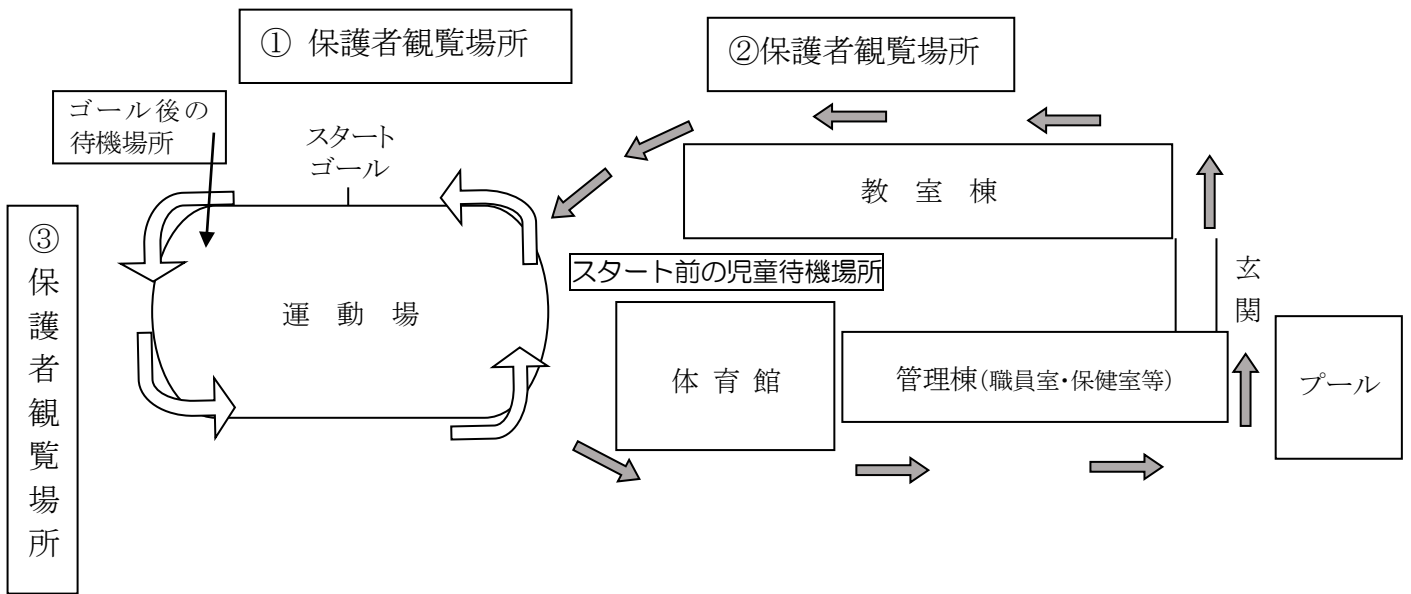 ① 保護者観覧場所
②保護者観覧場所
ゴール後の
待機場所
スタート
ゴール
教 室 棟
③保護者観覧場所
スタート前の児童待機場所
玄関
運 動 場
体 育 館
管理棟(職員室・保健室等)
プール